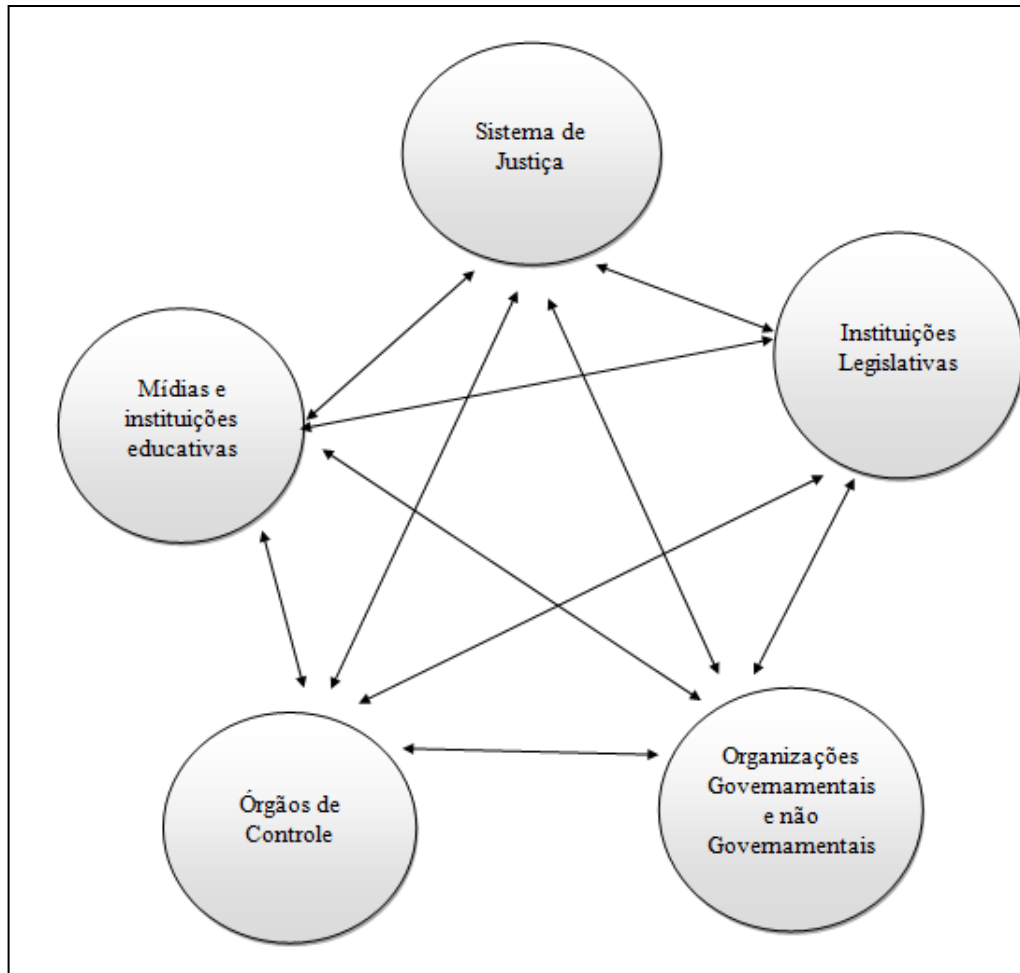 Sistema de
Justiça
Instituições
Legislativas
Mídias e
instituições
educativas
Organizações
Governamentais
e não
Governamentais
Órgãos de
Controle